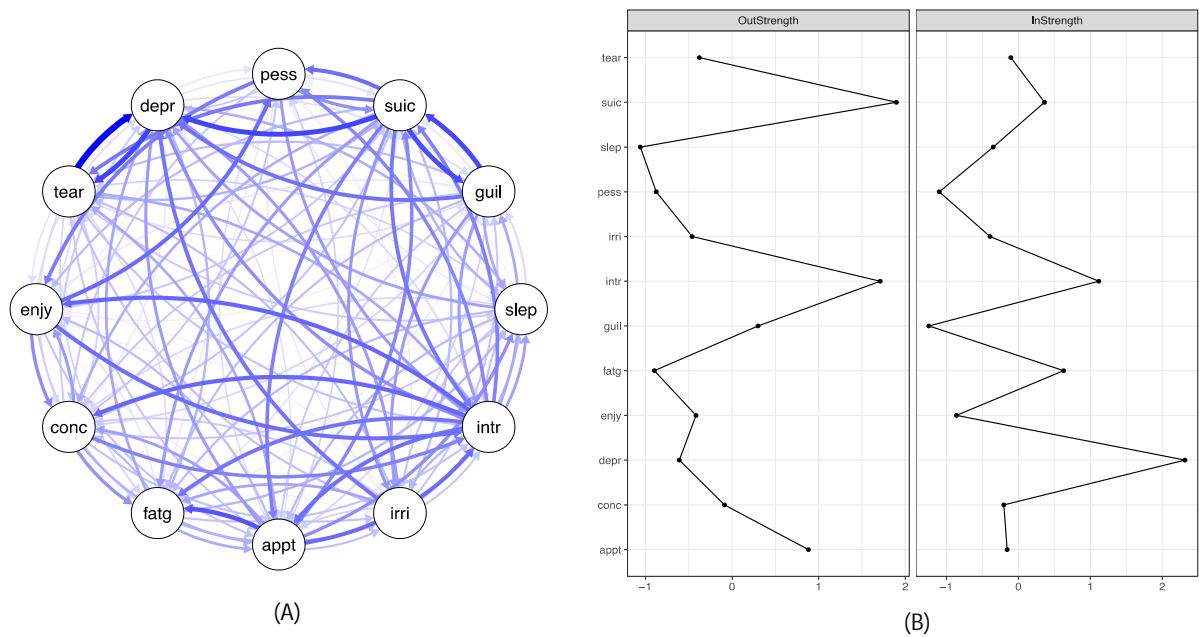 pess
depr
suic
tear
guil
enjy
slep
conc
intr
fatg
irri
appt
(A)
OutStrength InStrength
tear
suic
slep
pess
irri
intr
guil
fatg
enjy
depr
conc
appt
−1 0 1 2 −1 0 1 2
(B)